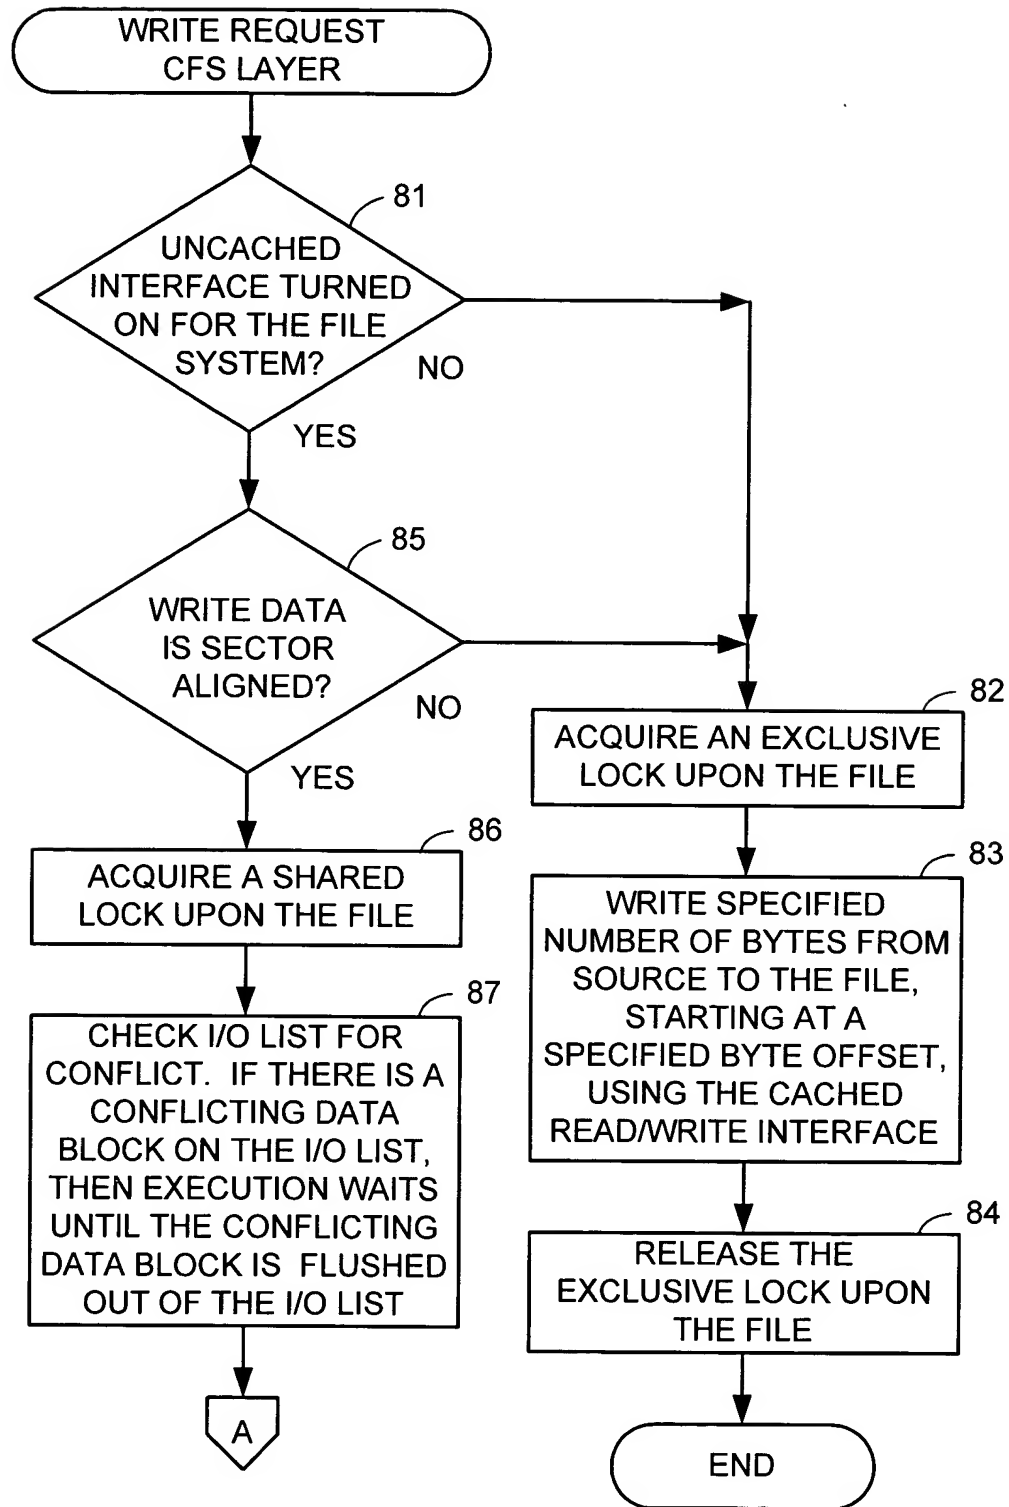 WRITE REQUEST
CFS LAYER
81
UNCACHED
INTERFACE TURNED
ON FOR THE FILE
SYSTEM?
NO
YES
85
WRITE DATA
IS SECTOR
ALIGNED?
NO
YES
82
ACQUIRE AN EXCLUSIVE
LOCK UPON THE FILE
86
ACQUIRE A SHARED
LOCK UPON THE FILE
83
WRITE SPECIFIED
NUMBER OF BYTES FROM
SOURCE TO THE FILE,
STARTING AT A
SPECIFIED BYTE OFFSET,
USING THE CACHED
READ/WRITE INTERFACE
87
CHECK I/O LIST FOR
CONFLICT. IF THERE IS A
CONFLICTING DATA
BLOCK ON THE I/O LIST,
THEN EXECUTION WAITS
UNTIL THE CONFLICTING
DATA BLOCK IS FLUSHED
OUT OF THE I/O LIST
84
RELEASE THE
EXCLUSIVE LOCK UPON
THE FILE
A
END